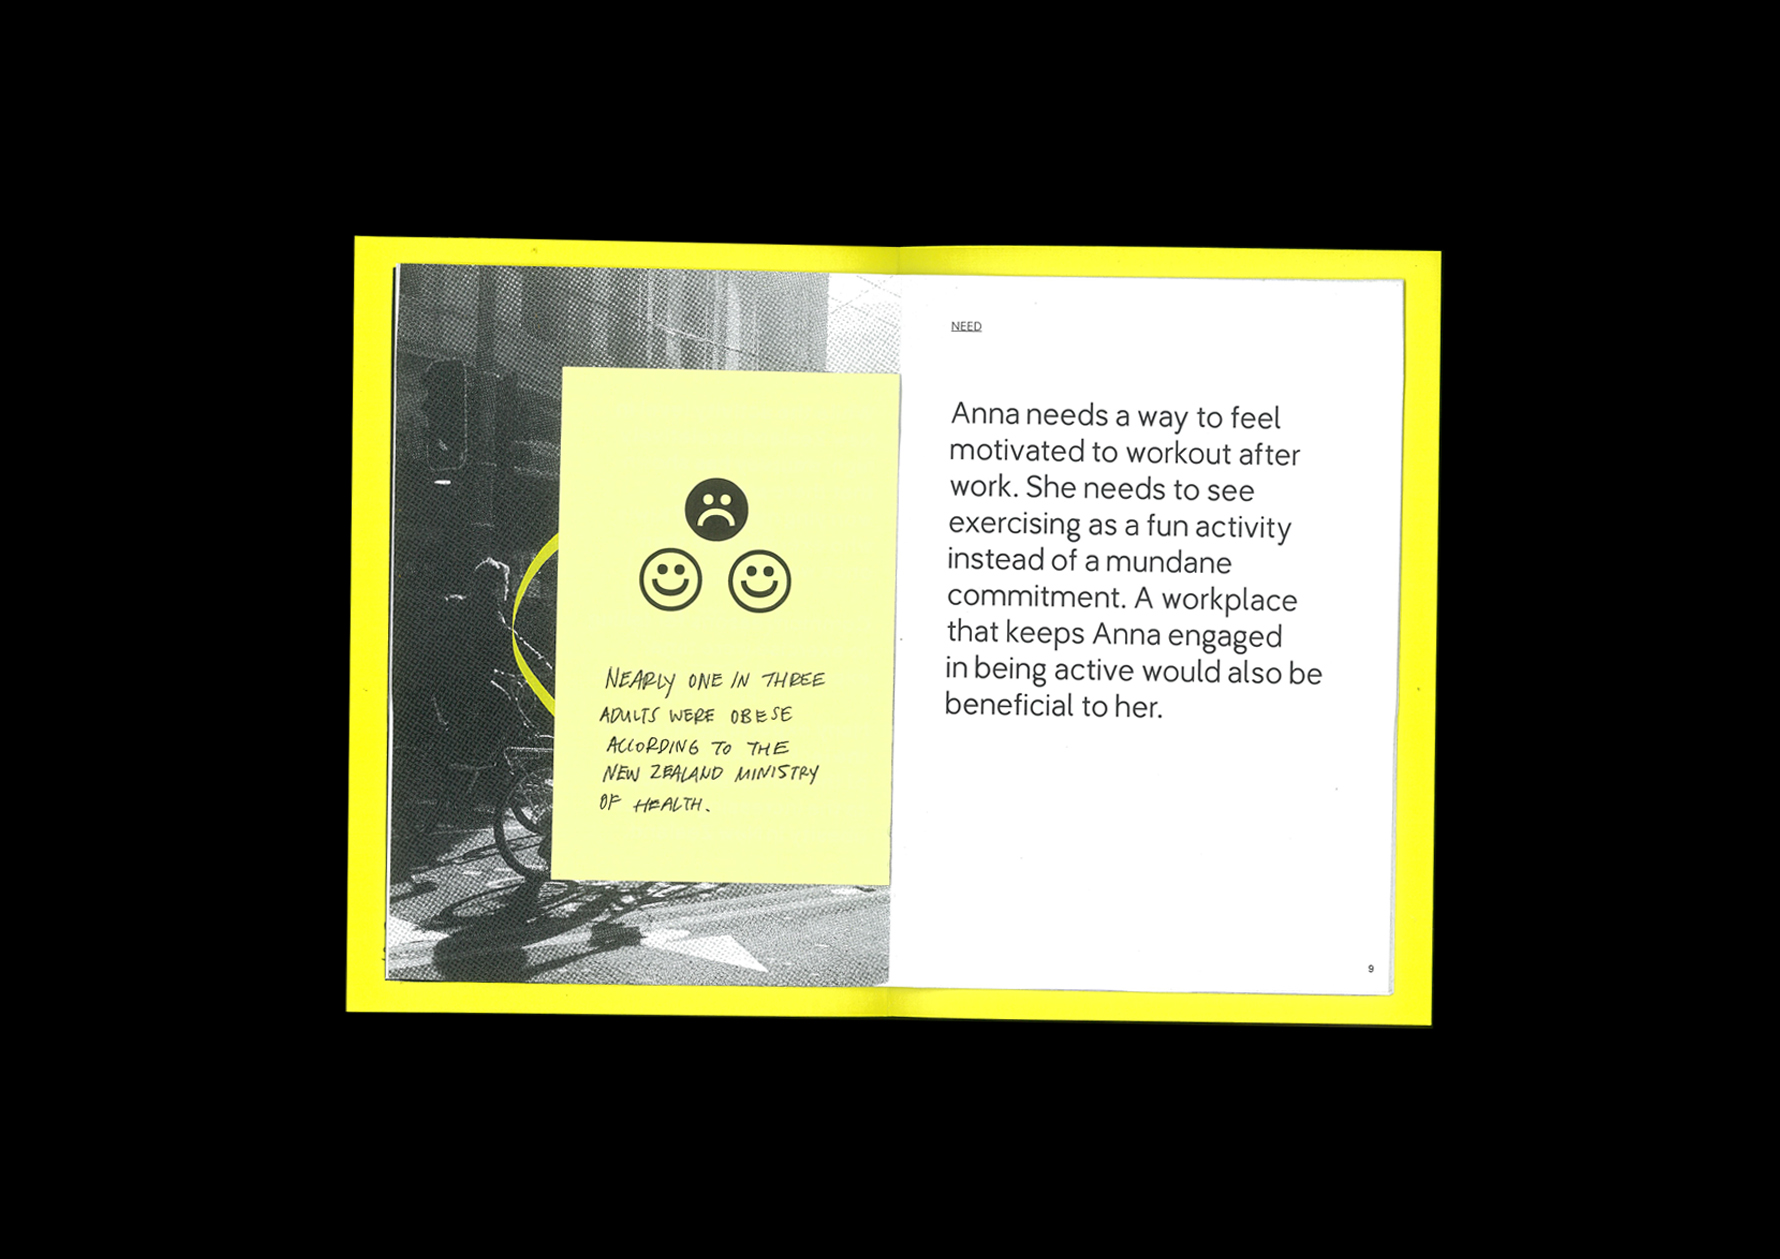 NEARLY ONE IN THREE
ADULTS WERE OBESE
ACCORDING TO THE
NEW ZEALAND MINISTRY
OF HEALTH.
NEED
Anna needs a way to feel
motivated to workout after
work. She needs to see
exercising as a fun activity
instead of a mundane
commitment. A workplace
that keeps Anna engaged
in being active would also be
beneficial to her.
9